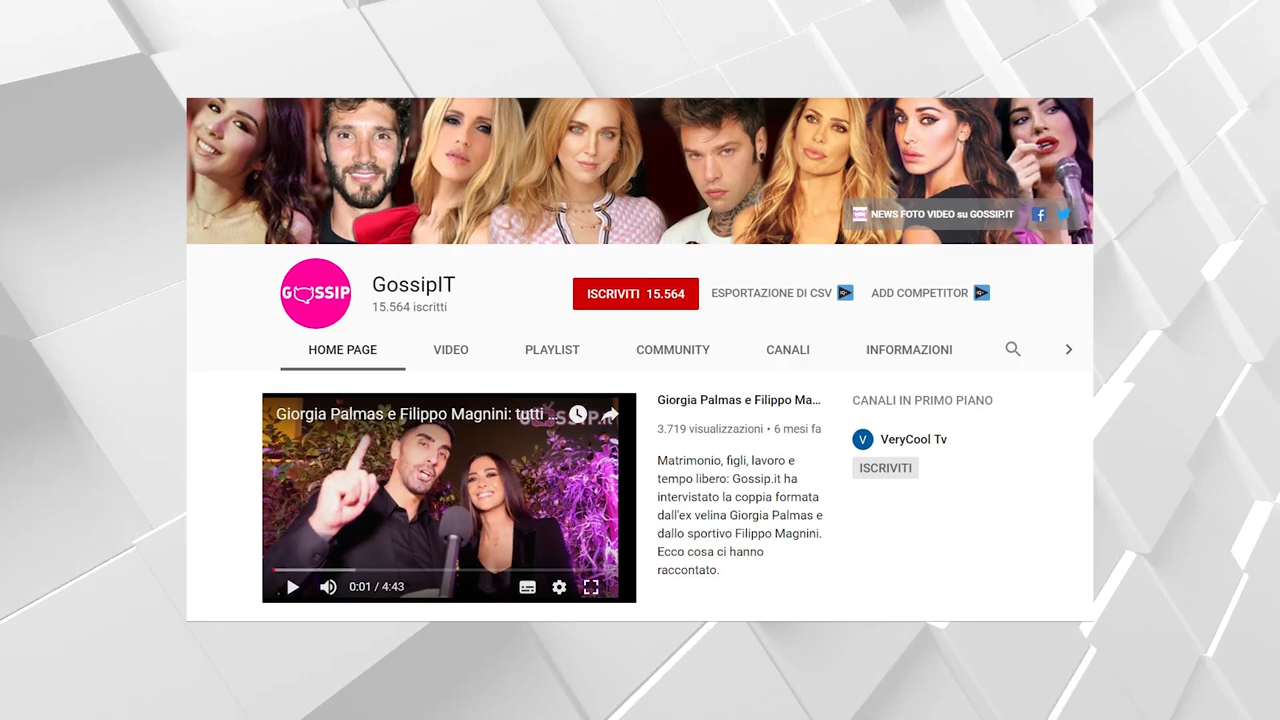 NEWS FOTO VIDEO su GOSSIP.IT
GOSSIP
GossipIT
15.564 iscritti
ISCRIVITI 15.564
ESPORTAZIONE DI CSV
ADD COMPETITOR
HOME PAGE
VIDEO
PLAYLIST
COMMUNITY
CANALI
INFORMAZIONI
Giorgia Palmas e Filippo Magnini: tutti ...
GOSSIP.it
0:01 / 4:43
Giorgia Palmas e Filippo Ma...
3.719 visualizzazioni • 6 mesi fa
Matrimonio, figli, lavoro e
tempo libero: Gossip.it ha
intervistato la coppia formata
dall'ex velina Giorgia Palmas e
dallo sportivo Filippo Magnini.
Ecco cosa ci hanno
raccontato.
CANALI IN PRIMO PIANO
V
VeryCool Tv
ISCRIVITI